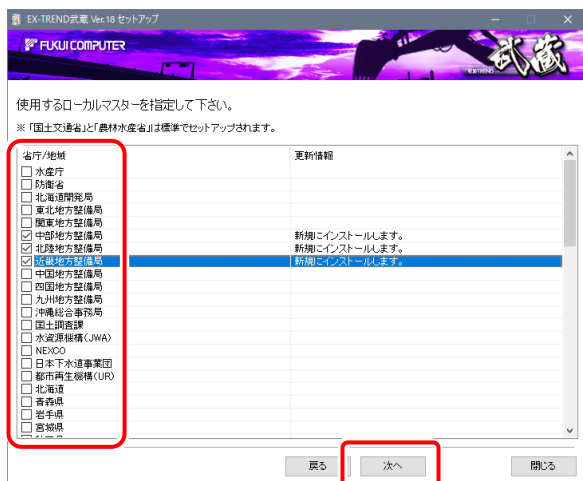 EX-TREND武蔵 Ver.18 セットアップ
FUKUI COMPUTER
EX-TREND 武蔵
使用するローカルマスターを指定して下さい。
※「国土交通省」と「農林水産省」は標準でセットアップされます。
省庁/地域 更新情報
水産庁
防衛省
北海道開発局
東北地方整備局
関東地方整備局
中部地方整備局 新規にインストールします。
北陸地方整備局 新規にインストールします。
近畿地方整備局 新規にインストールします。
中国地方整備局
四国地方整備局
九州地方整備局
沖縄総合事務局
国土調査課
水資源機構(JWA)
NEXCO
日本下水道事業団
都市再生機構(UR)
北海道
青森県
岩手県
宮城県
戻る 次へ 閉じる